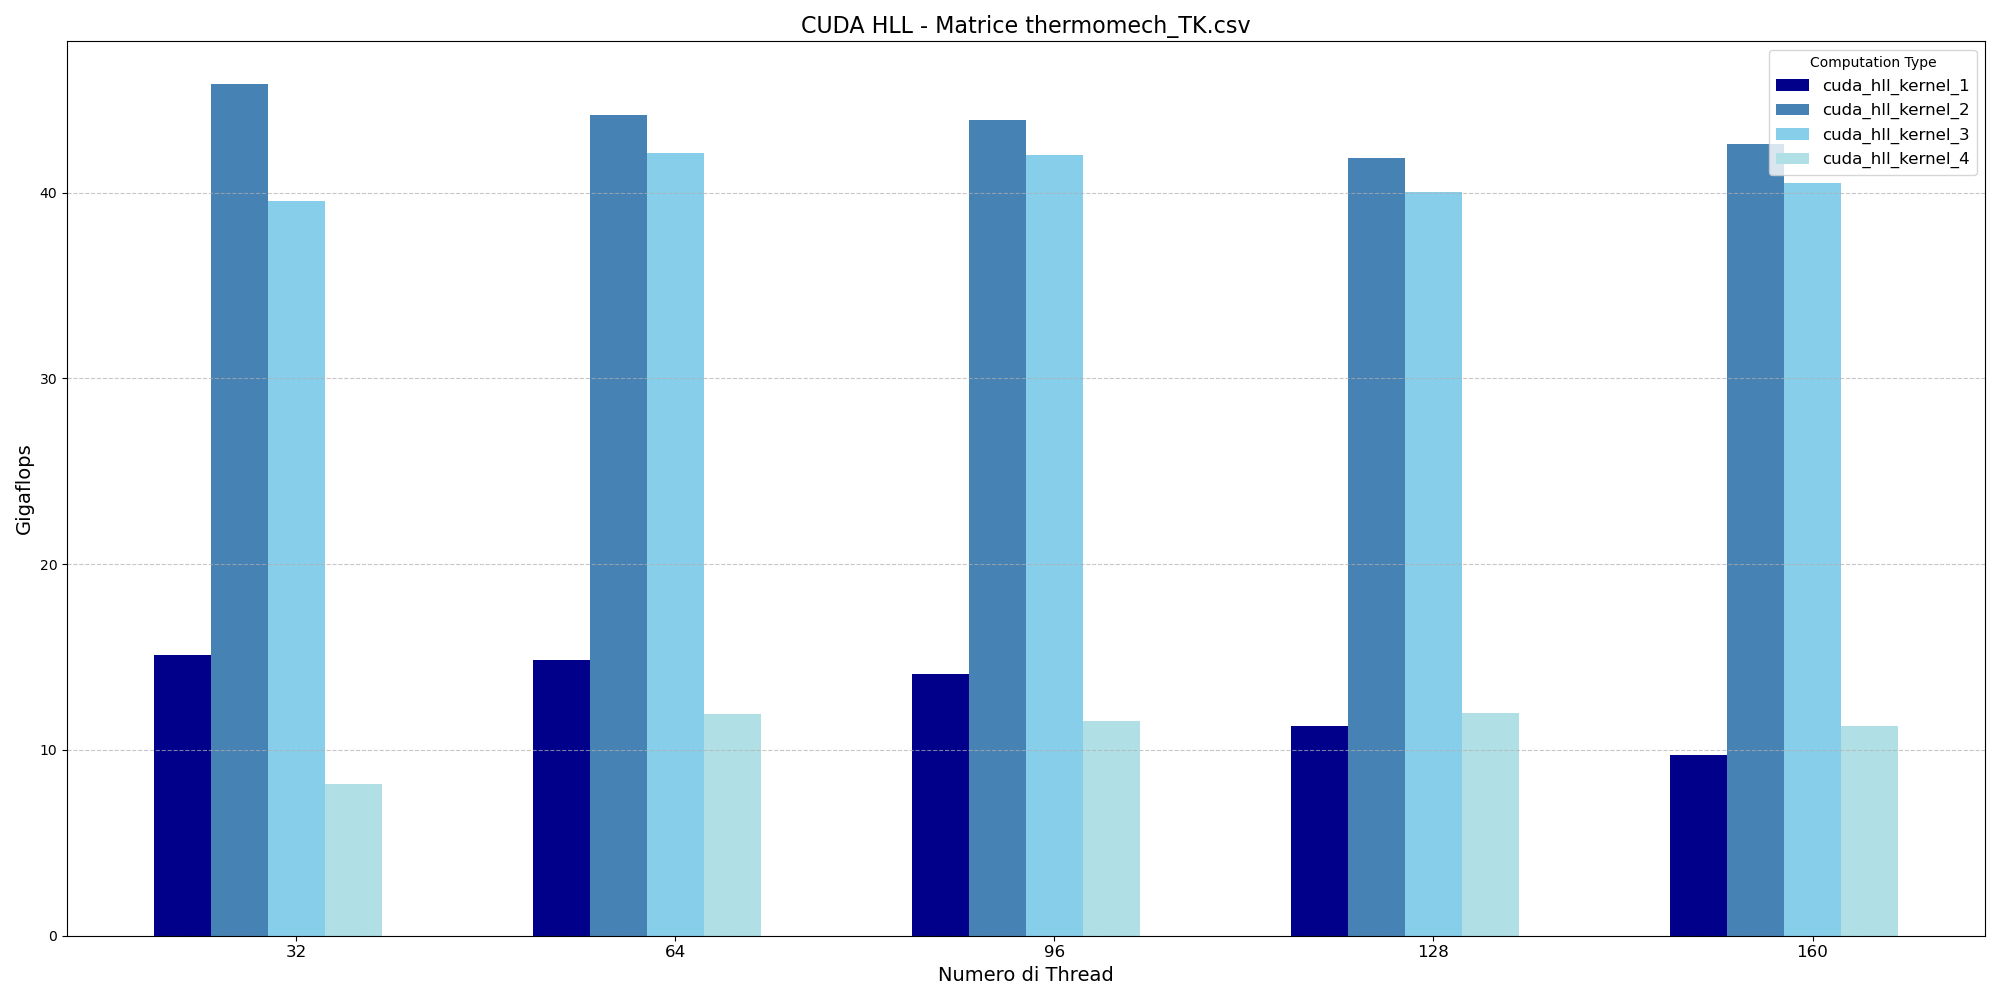 CUDA HLL - Matrice thermomech_TK.csv
Computation Type
cuda_hll_kernel_1
cuda_hll_kernel_2
cuda_hll_kernel_3
cuda_hll_kernel_4
Gigaflops
40
30
20
10
0
32 64 96 128 160
Numero di Thread